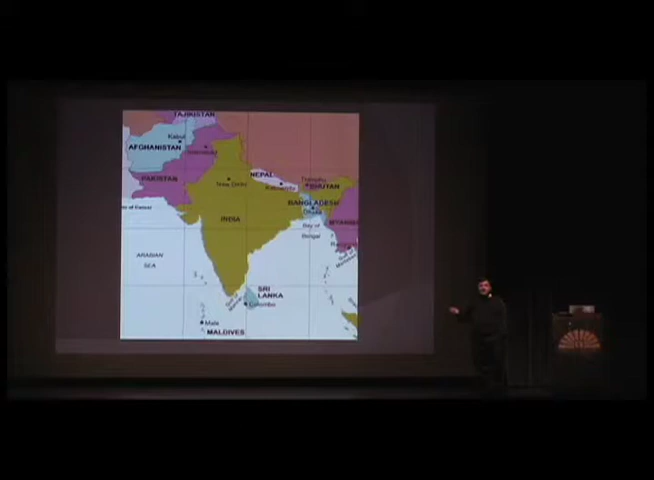 TAJIKISTAN
Kabul
AFGHANISTAN
Islamabad
PAKISTAN
NEPAL
New Delhi
Kathmandu
Thimphu
BHUTAN
BANGLADESH
Dhaka
INDIA
MYANMAR
Bay of
Bengal
ARABIAN
SEA
SRI
LANKA
Colombo
Male
MALDIVES